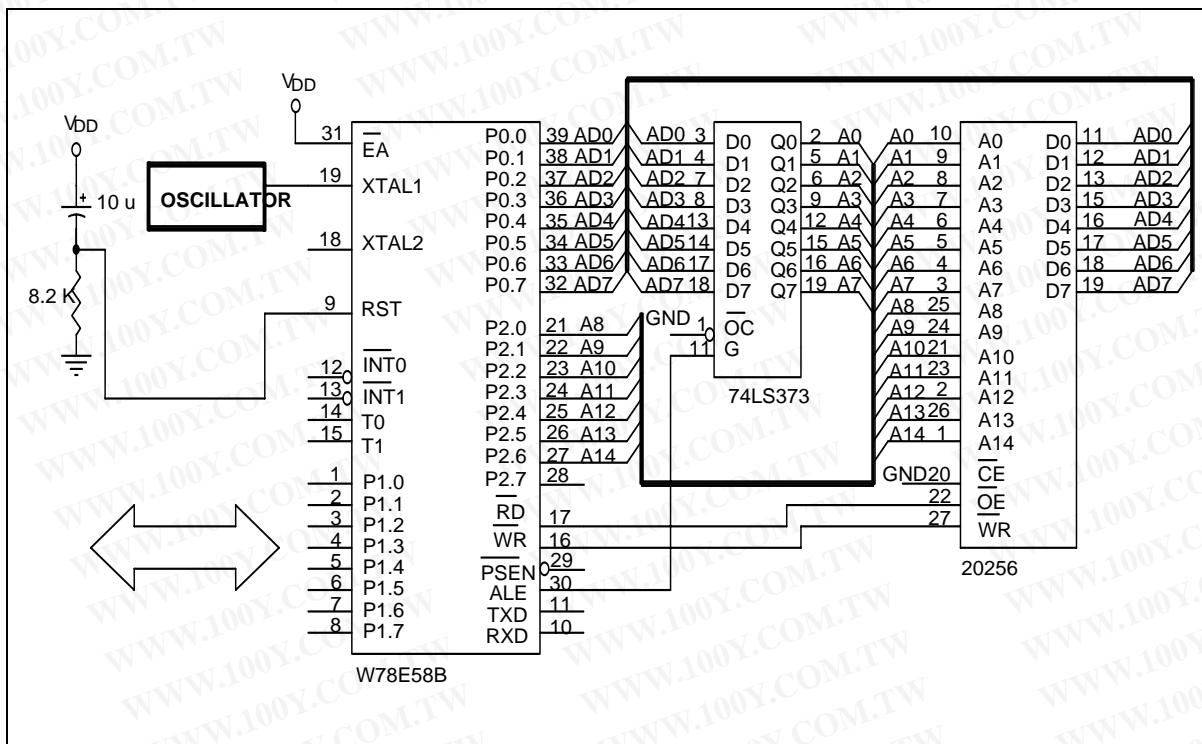 VDD
VDD
10 u
8.2 K
OSCILLATOR
31 EA
19 XTAL1
18 XTAL2
9 RST
12 INT0
13 INT1
14 T0
15 T1
1 P1.0
2 P1.1
3 P1.2
4 P1.3
5 P1.4
6 P1.5
7 P1.6
8 P1.7
P0.0 39 AD0
P0.1 38 AD1
P0.2 37 AD2
P0.3 36 AD3
P0.4 35 AD4
P0.5 34 AD5
P0.6 33 AD6
P0.7 32 AD7
P2.0 21 A8
P2.1 22 A9
P2.2 23 A10
P2.3 24 A11
P2.4 25 A12
P2.5 26 A13
P2.6 27 A14
P2.7 28
RD 17
WR 16
PSEN 29
ALE 30
TXD 11
RXD 10
W78E58B
AD0 3 D0 Q0 2 A0
AD1 4 D1 Q1 5 A1
AD2 7 D2 Q2 6 A2
AD3 8 D3 Q3 9 A3
AD4 13 D4 Q4 12 A4
AD5 14 D5 Q5 15 A5
AD6 17 D6 Q6 16 A6
AD7 18 D7 Q7 19 A7
GND 1 OC
11 G
74LS373
A0 10 A0 D0 11 AD0
A1 9 A1 D1 12 AD1
A2 8 A2 D2 13 AD2
A3 7 A3 D3 15 AD3
A4 6 A4 D4 16 AD4
A5 5 A5 D5 17 AD5
A6 4 A6 D6 18 AD6
A7 3 A7 D7 19 AD7
A8 25 A8
A9 24 A9
A10 21 A10
A11 23 A11
A12 2 A12
A13 26 A13
A14 1 A14
GND 20 CE
22 OE
27 WR
20256
WWW.100Y.COM.TW